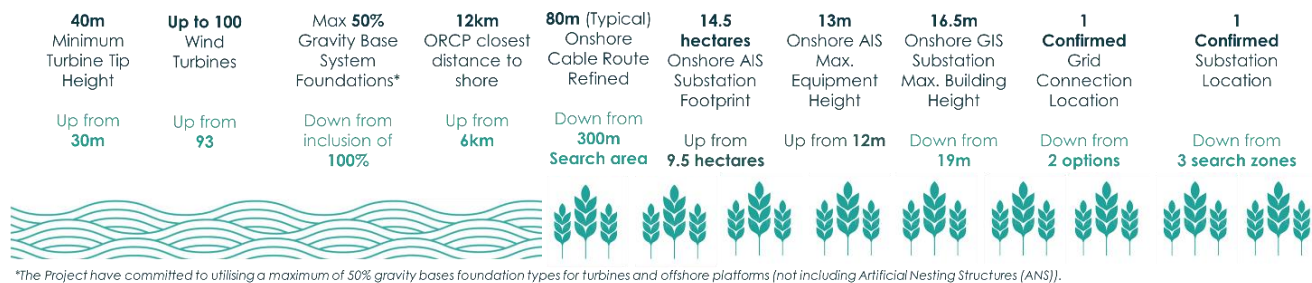 40m
Minimum
Turbine Tip
Height
Up from
30m
Up to 100
Wind
Turbines
Up from
93
Max 50%
Gravity Base
System
Foundations*
Down from
inclusion of
100%
12km
ORCP closest
distance to
shore
Up from
6km
80m (Typical)
Onshore
Cable Route
Refined
Down from
300m
Search area
14.5
hectares
Onshore AIS
Substation
Footprint
Up from
9.5 hectares
13m
Onshore AIS
Max.
Equipment
Height
Up from 12m
16.5m
Onshore GIS
Substation
Max. Building
Height
Down from
19m
1
Confirmed
Grid
Connection
Location
Down from
2 options
1
Confirmed
Substation
Location
Down from
3 search zones
*The Project have committed to utilising a maximum of 50% gravity bases foundation types for turbines and offshore platforms (not including Artificial Nesting Structures (ANS)).